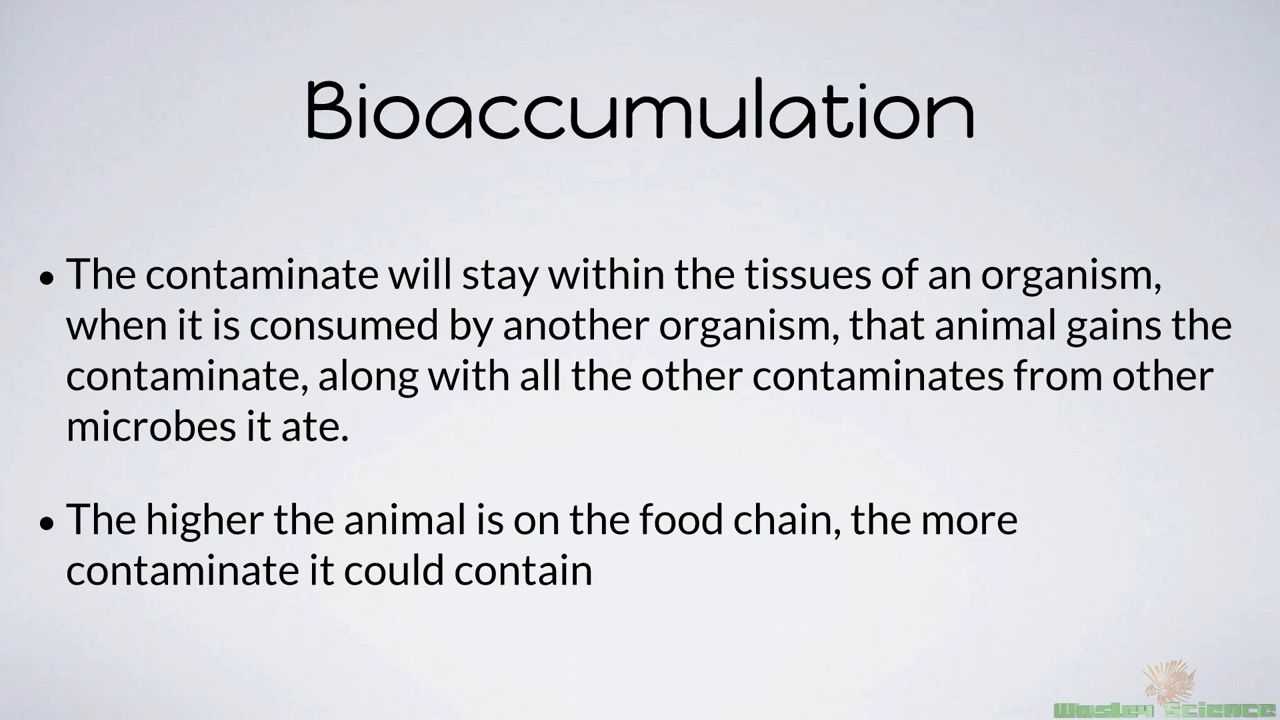 Bioaccumulation
• The contaminate will stay within the tissues of an organism,
when it is consumed by another organism, that animal gains the
contaminate, along with all the other contaminates from other
microbes it ate.
• The higher the animal is on the food chain, the more
contaminate it could contain
Wasley Science